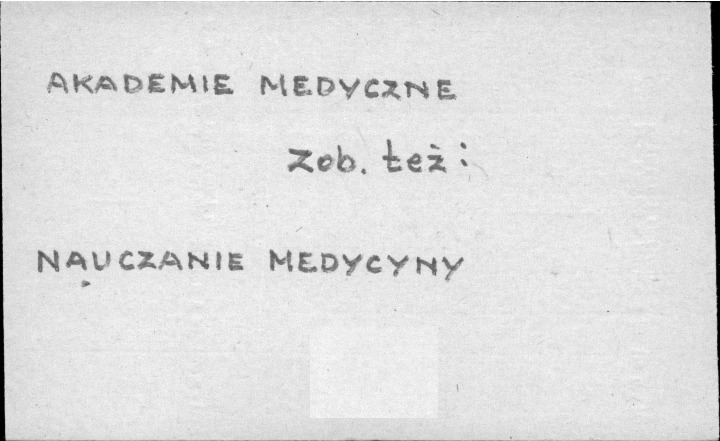 AKADEMIE MEDYCZNE
Zob. też:
NAUCZANIE MEDYCYNY